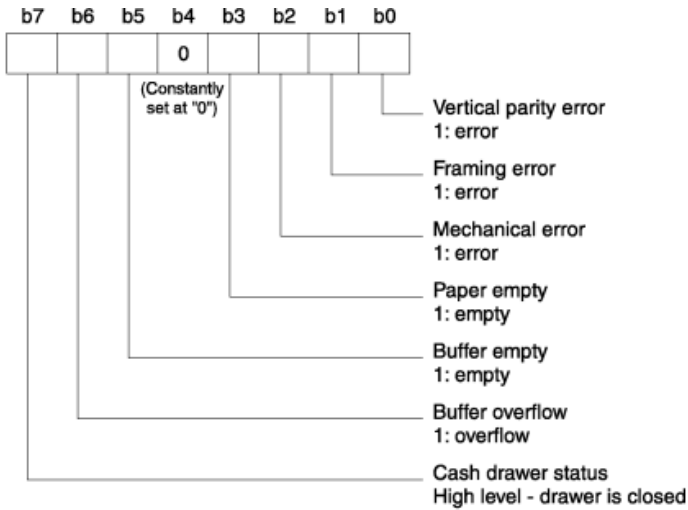 b7 b6 b5 b4 b3 b2 b1 b0
0
(Constantly
set at "0")
Vertical parity error
1: error
Framing error
1: error
Mechanical error
1: error
Paper empty
1: empty
Buffer empty
1: empty
Buffer overflow
1: overflow
Cash drawer status
High level - drawer is closed